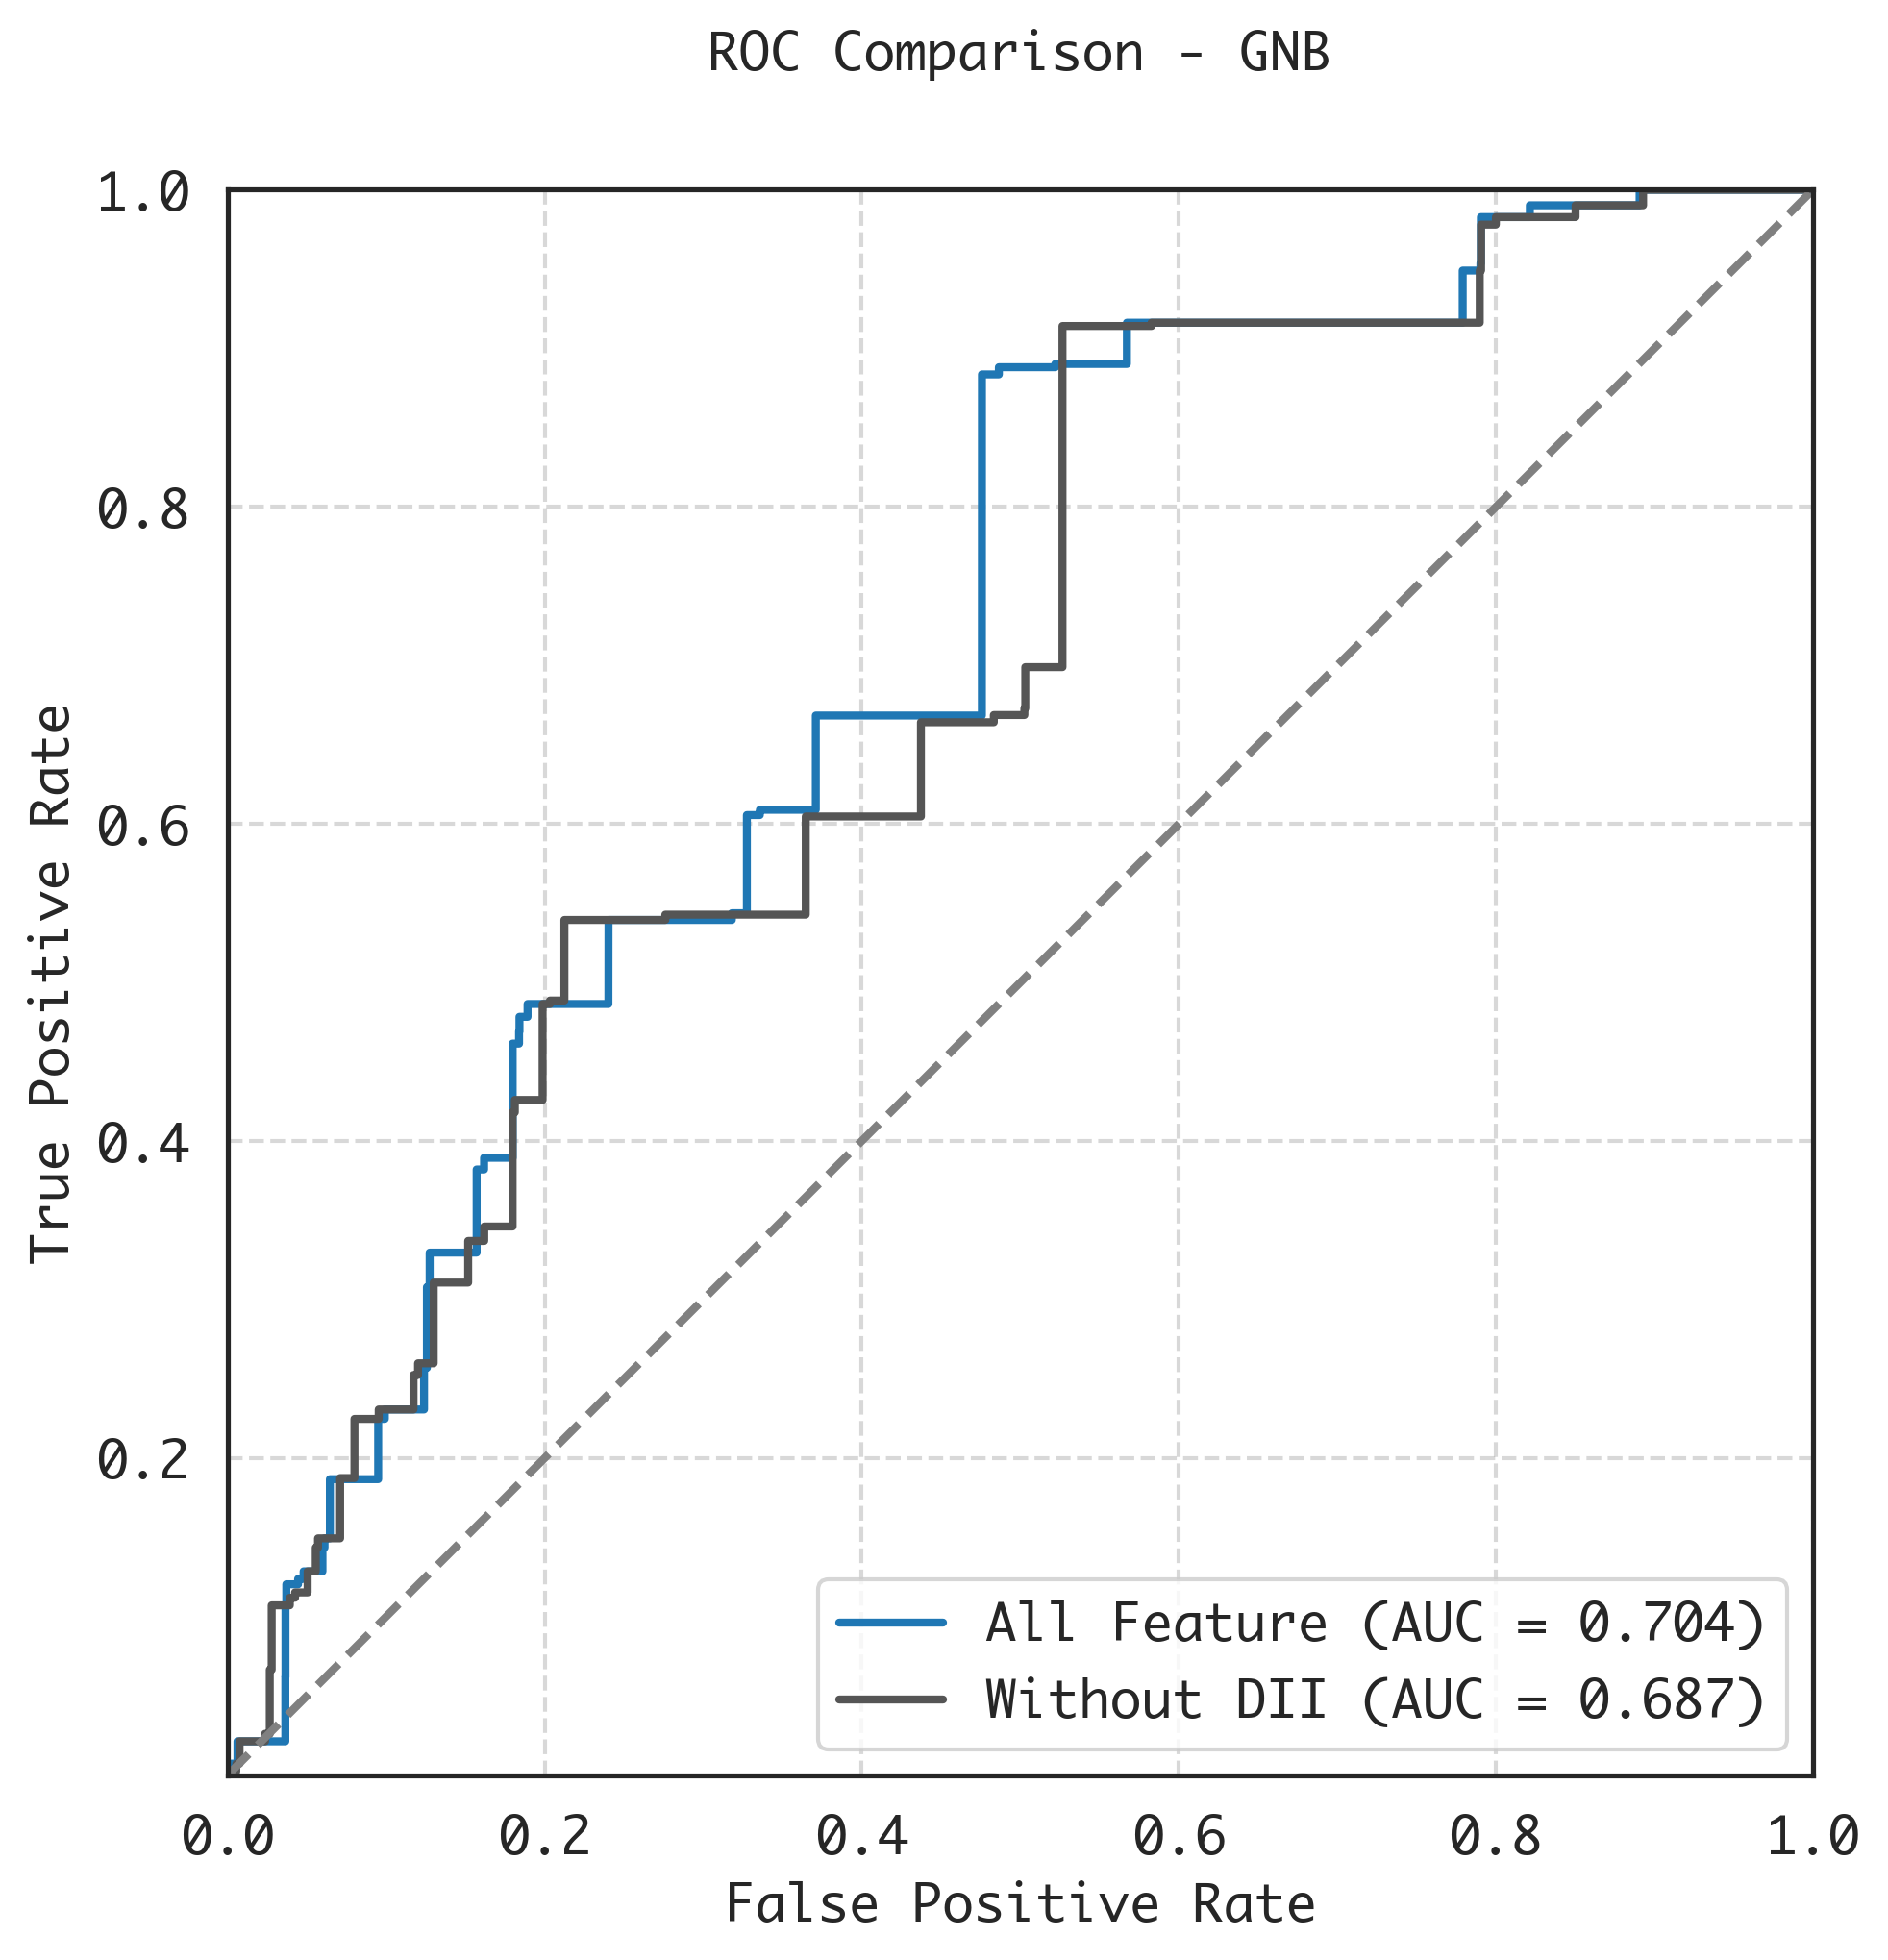 ROC Comparison - GNB
1.0
0.8
0.6
0.4
0.2
True Positive Rate
All Feature (AUC = 0.704)
Without DII (AUC = 0.687)
0.0 0.2 0.4 0.6 0.8 1.0
False Positive Rate